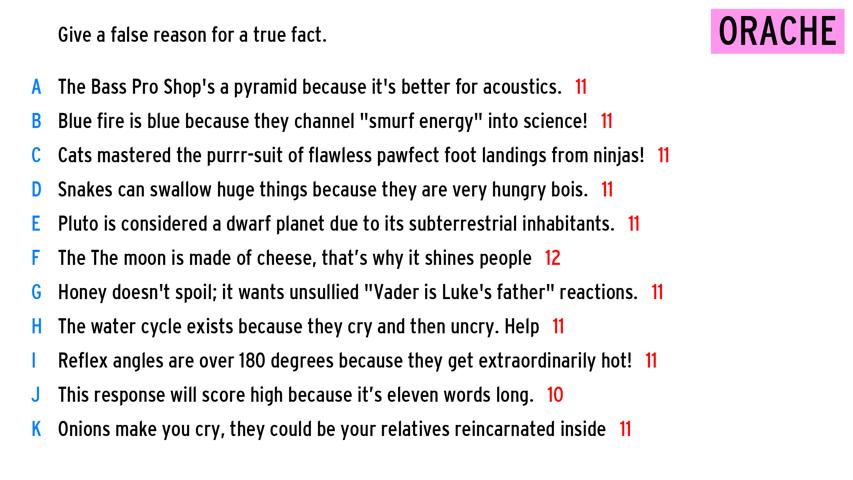 Give a false reason for a true fact.
ORACHE
A The Bass Pro Shop's a pyramid because it's better for acoustics. 11
B Blue fire is blue because they channel "smurf energy" into science! 11
C Cats mastered the purrr-suit of flawless pawfect foot landings from ninjas! 11
D Snakes can swallow huge things because they are very hungry bois. 11
E Pluto is considered a dwarf planet due to its subterrestrial inhabitants. 11
F The The moon is made of cheese, that’s why it shines people 12
G Honey doesn't spoil; it wants unsullied "Vader is Luke's father" reactions. 11
H The water cycle exists because they cry and then uncry. Help 11
I Reflex angles are over 180 degrees because they get extraordinarily hot! 11
J This response will score high because it’s eleven words long. 10
K Onions make you cry, they could be your relatives reincarnated inside 11